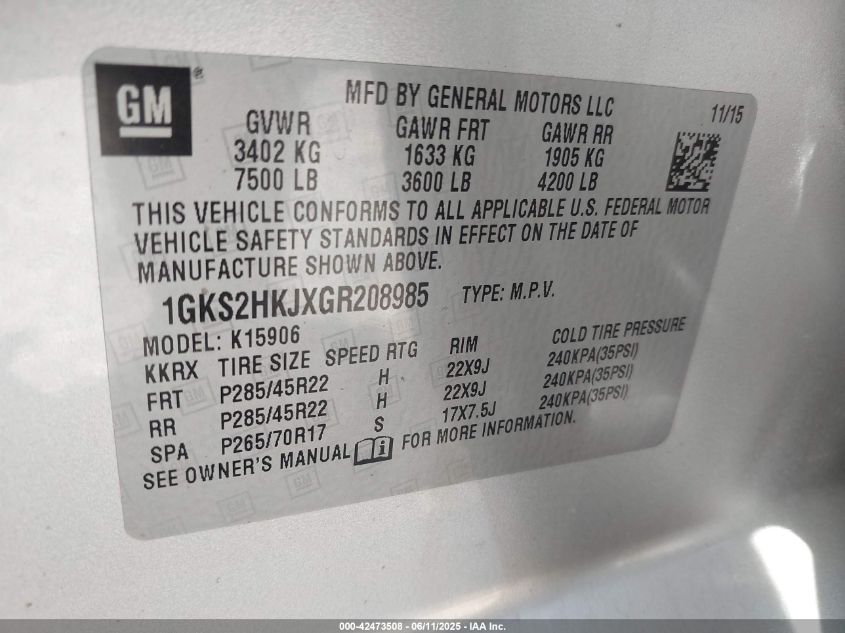 GM ®
MFD BY GENERAL MOTORS LLC 11/15
GVWR GAWR FRT GAWR RR
3402 KG 1633 KG 1905 KG
7500 LB 3600 LB 4200 LB
THIS VEHICLE CONFORMS TO ALL APPLICABLE U.S. FEDERAL MOTOR
VEHICLE SAFETY STANDARDS IN EFFECT ON THE DATE OF
MANUFACTURE SHOWN ABOVE.
1GKS2HKJXGR208985 TYPE: M.P.V.
MODEL: K15906
KKRX TIRE SIZE SPEED RTG RIM COLD TIRE PRESSURE
FRT P285/45R22 H 22X9J 240KPA(35PSI)
RR P285/45R22 H 22X9J 240KPA(35PSI)
SPA P265/70R17 S 17X7.5J 240KPA(35PSI)
SEE OWNER'S MANUAL i FOR MORE INFORMATION.
000-42473508 - 06/11/2025 - IAA Inc.